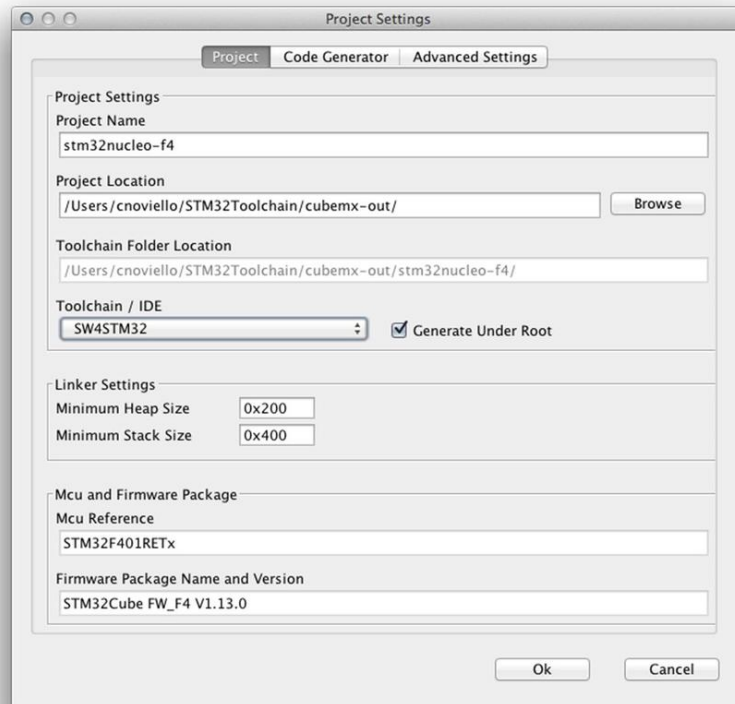 Project Settings
Project Code Generator Advanced Settings
Project Settings
Project Name
stm32nucleo-f4
Project Location
/Users/cnoviello/STM32Toolchain/cubemx-out/ Browse
Toolchain Folder Location
/Users/cnoviello/STM32Toolchain/cubemx-out/stm32nucleo-f4/
Toolchain / IDE
SW4STM32 Generate Under Root
Linker Settings
Minimum Heap Size 0x200
Minimum Stack Size 0x400
Mcu and Firmware Package
Mcu Reference
STM32F401RETx
Firmware Package Name and Version
STM32Cube FW_F4 V1.13.0
Ok Cancel